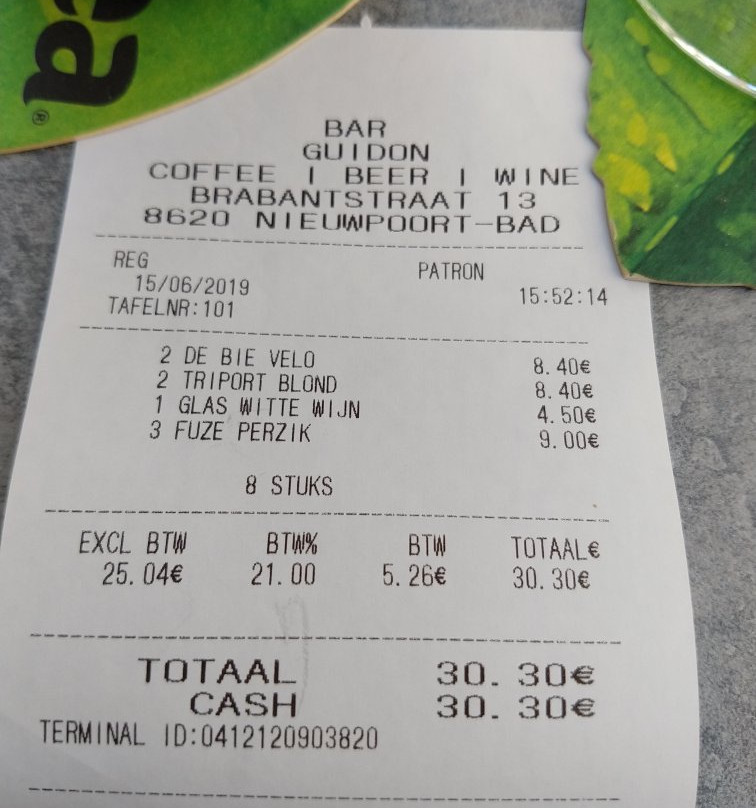 ea®
BAR
GUIDON
COFFEE | BEER | WINE
BRABANTSTRAAT 13
8620 NIEUWPOORT-BAD
REG PATRON
15/06/2019 15:52:14
TAFELNR:101
2 DE BIE VELO 8.40€
2 TRIPORT BLOND 8.40€
1 GLAS WITTE WIJN 4.50€
3 FUZE PERZIK 9.00€
8 STUKS
EXCL BTW BTW% BTW TOTAAL€
25.04€ 21.00 5.26€ 30.30€
TOTAAL 30.30€
CASH 30.30€
TERMINAL ID:0412120903820